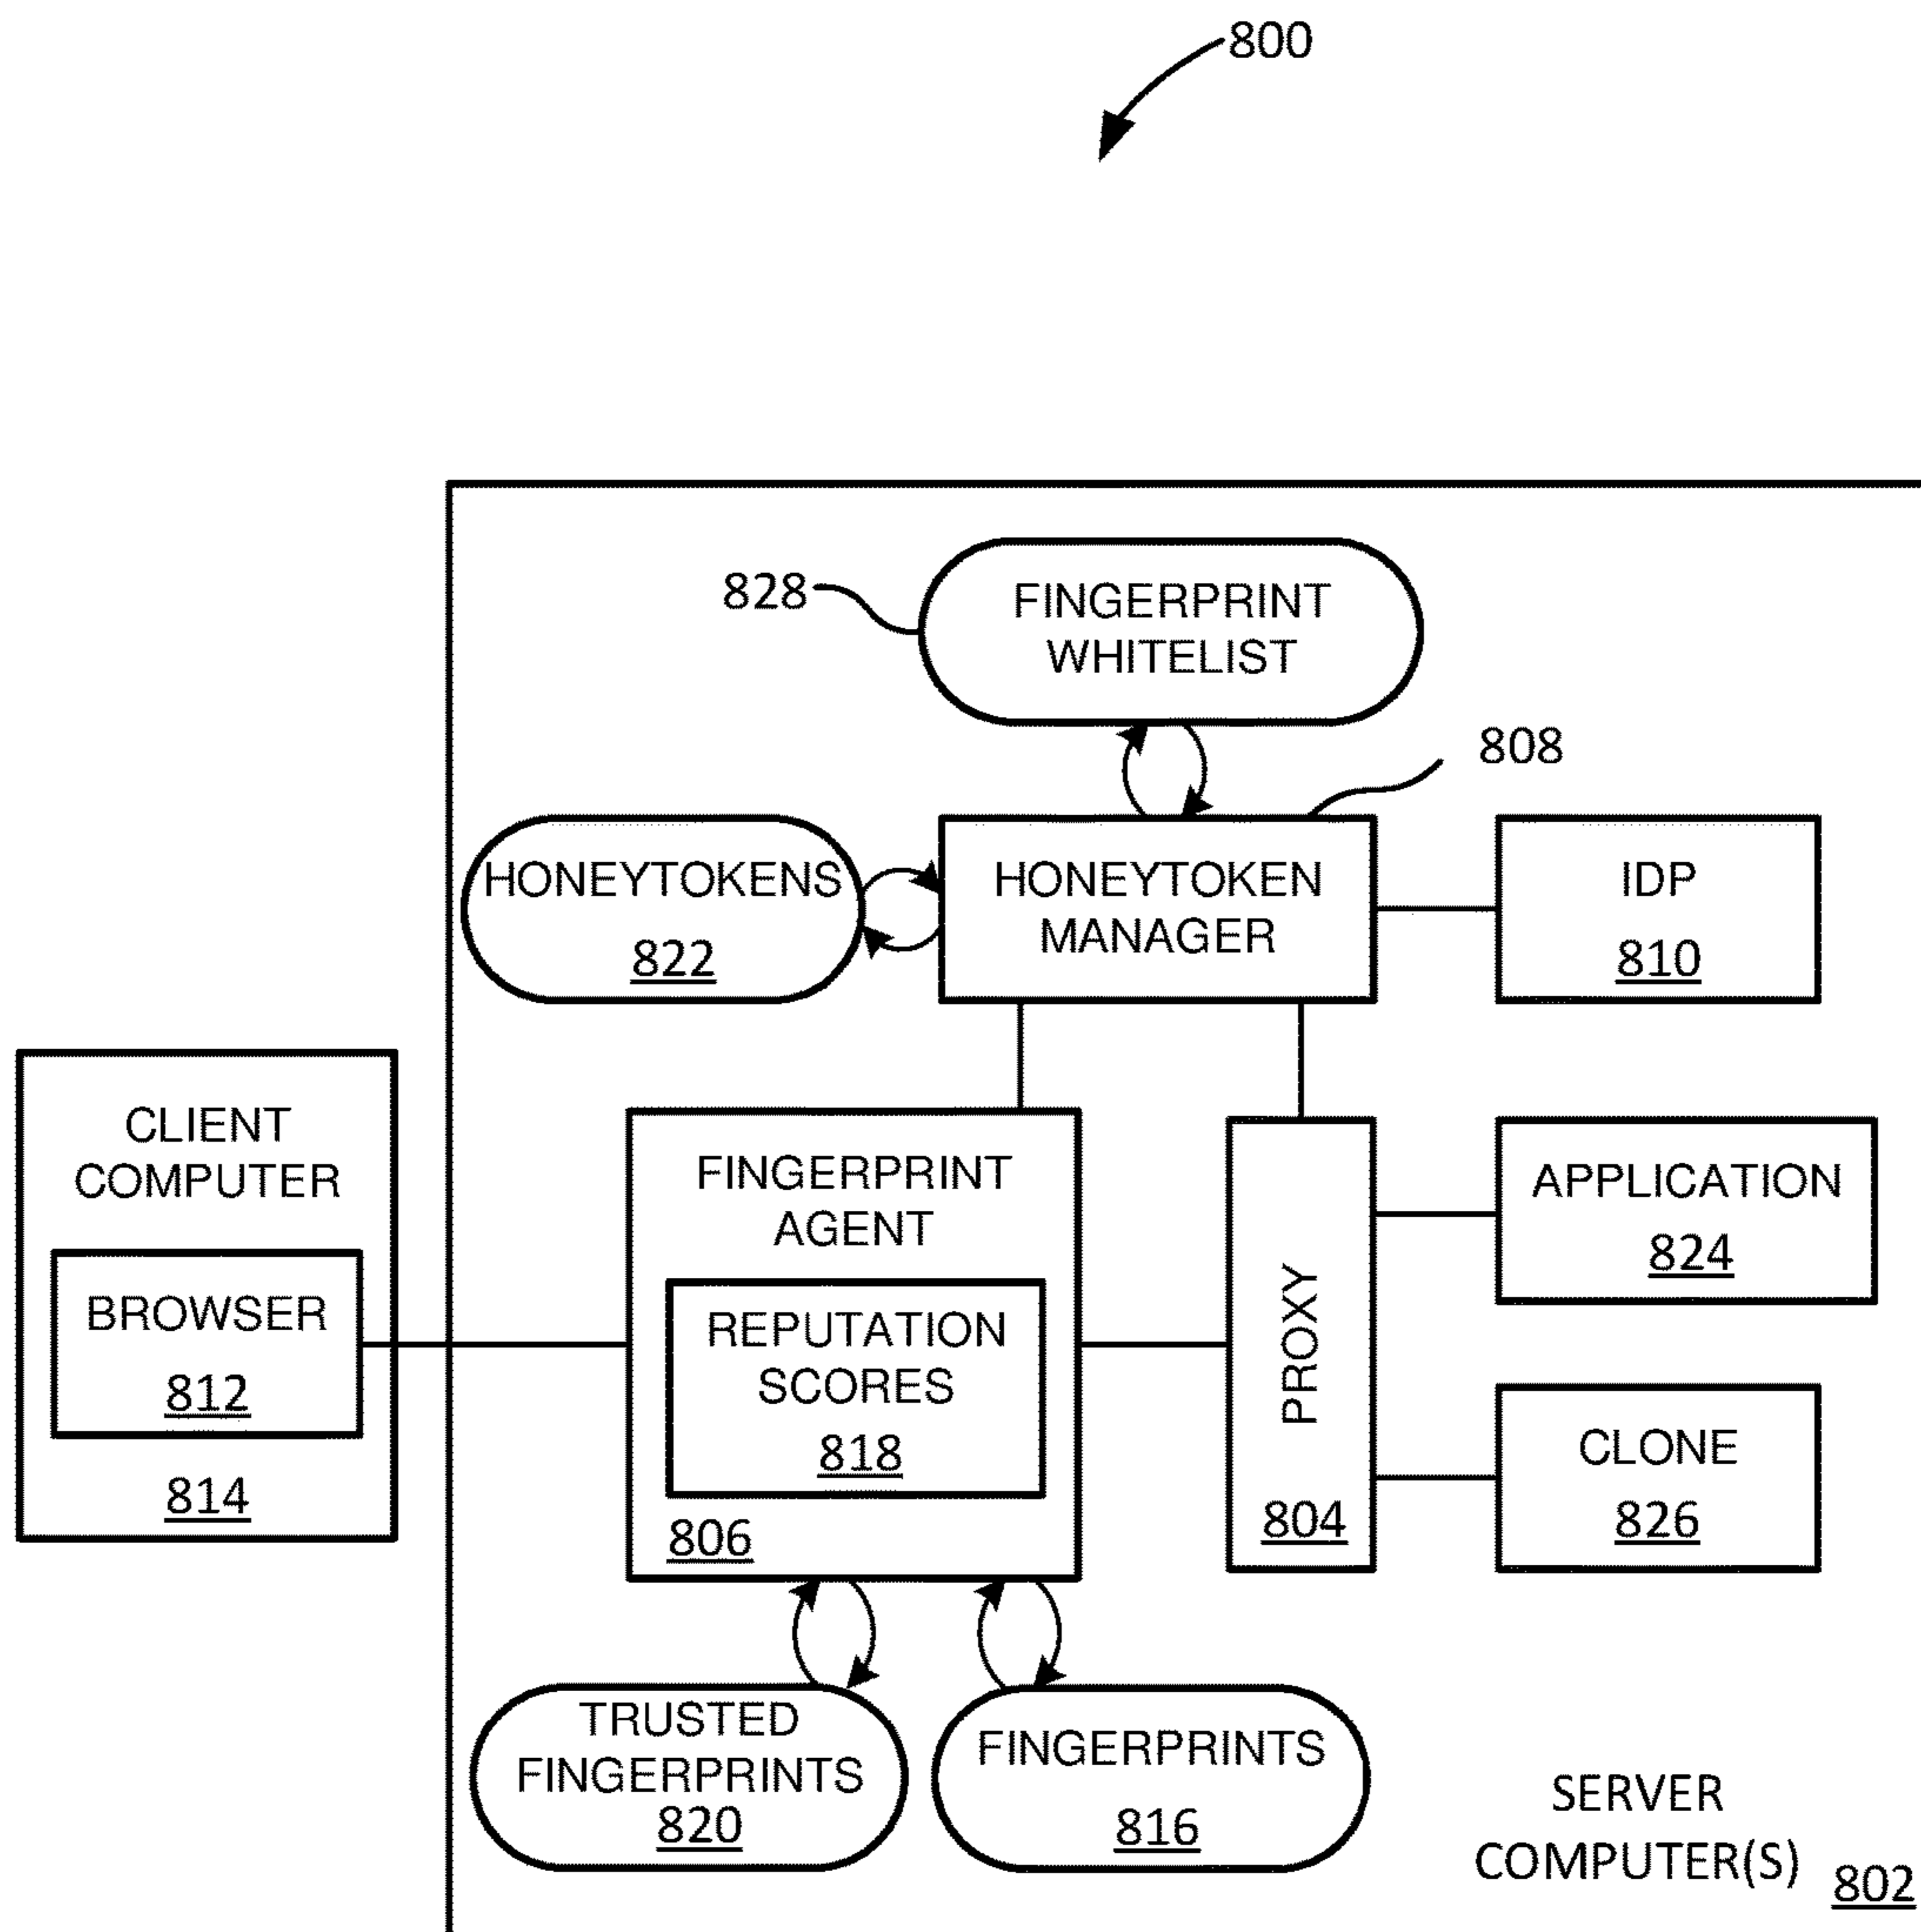 800
828
FINGERPRINT
WHITELIST
808
HONEYTOKENS
822
HONEYTOKEN
MANAGER
IDP
810
CLIENT
COMPUTER
BROWSER
812
814
FINGERPRINT
AGENT
REPUTATION
SCORES
818
806
PROXY
804
APPLICATION
824
CLONE
826
TRUSTED
FINGERPRINTS
820
FINGERPRINTS
816
SERVER
COMPUTER(S)
802